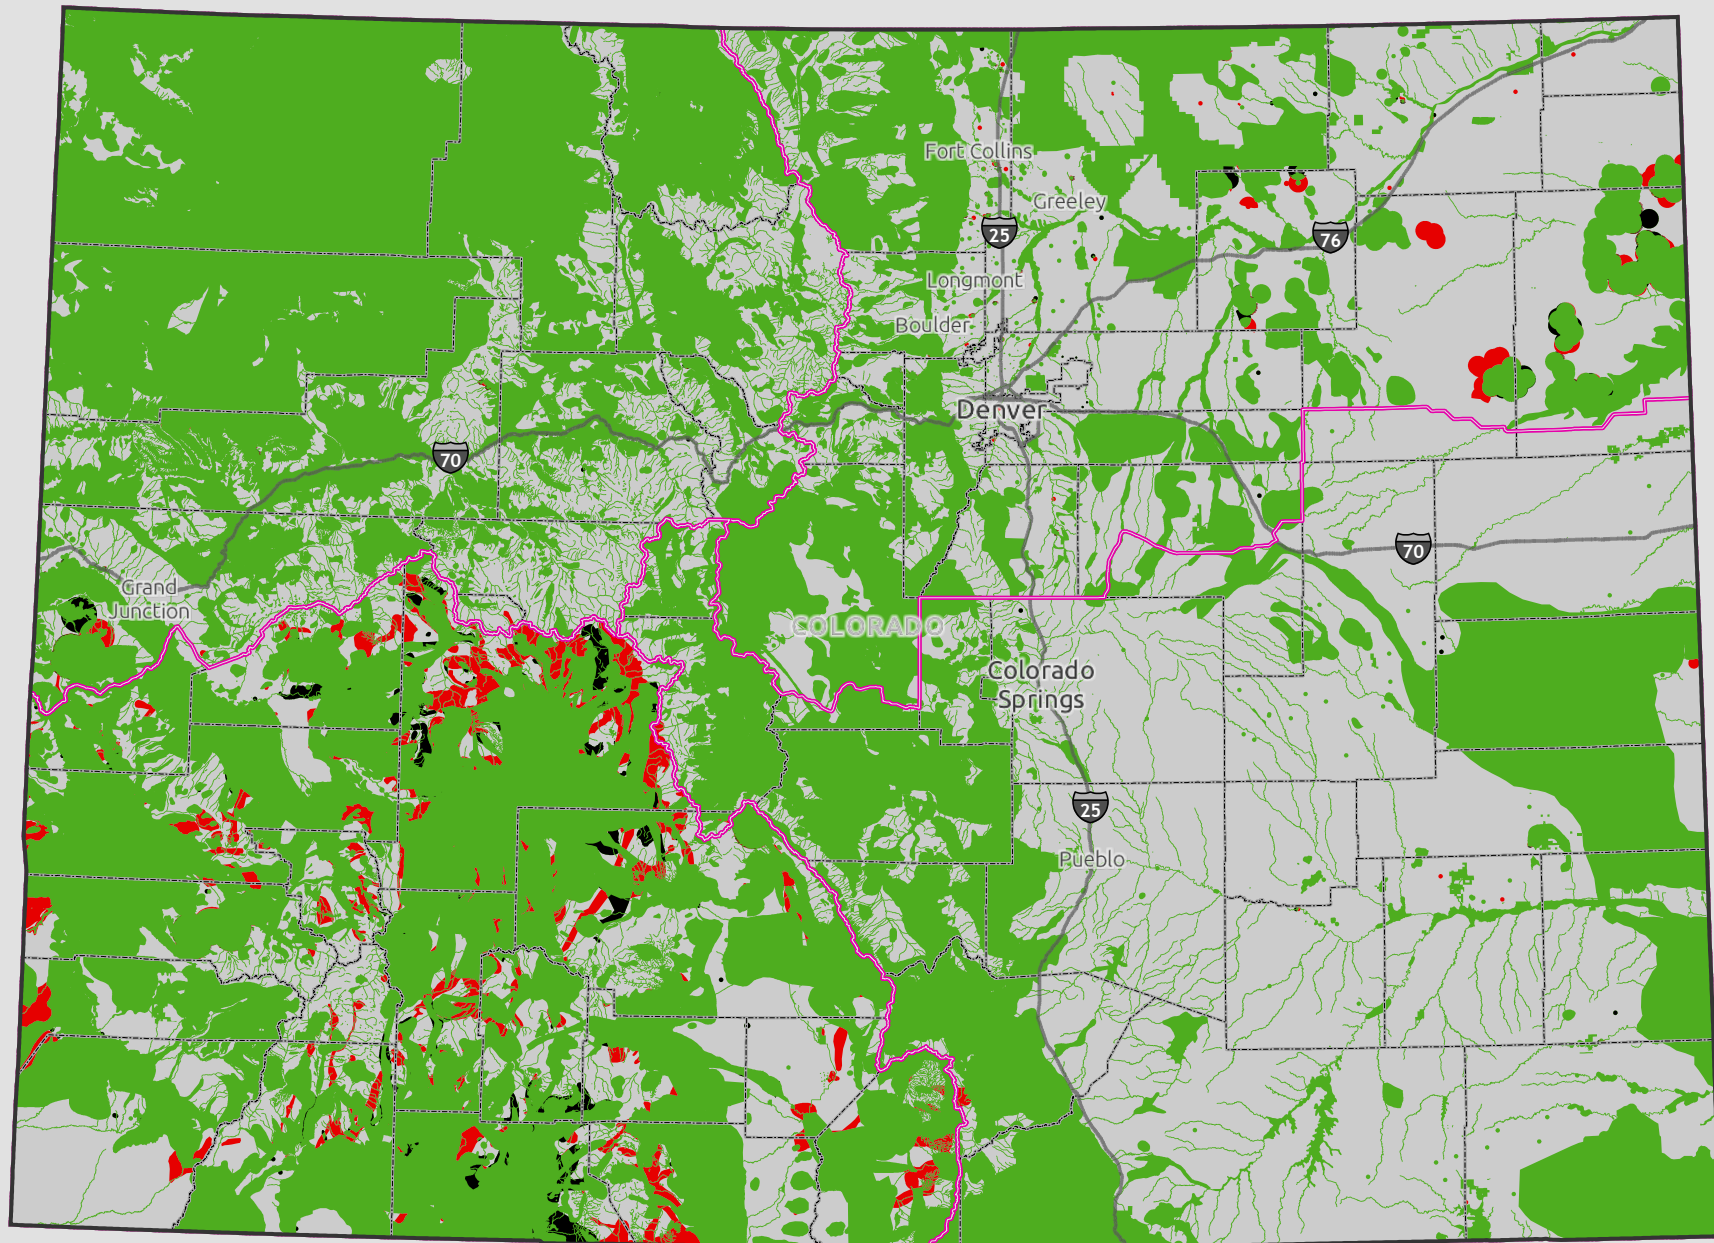 Fort Collins
Greeley
25
76
Longmont
Boulder
Denver
70
70
Grand
Junction
COLORADO
Colorado
Springs
25
Pueblo